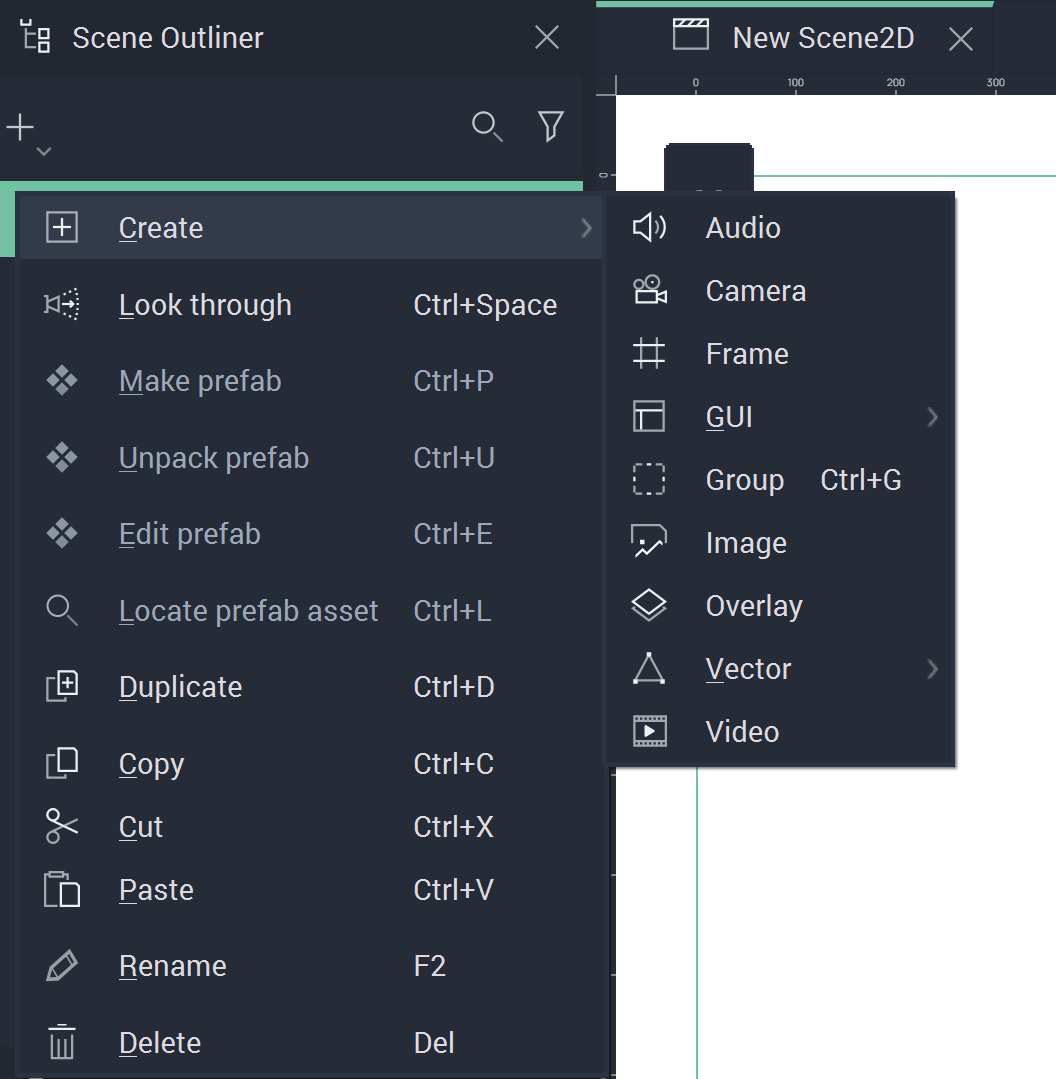 Scene Outliner
New Scene2D
0 100 200 300
0
Create
Look through Ctrl+Space
Make prefab Ctrl+P
Unpack prefab Ctrl+U
Edit prefab Ctrl+E
Locate prefab asset Ctrl+L
Duplicate Ctrl+D
Copy Ctrl+C
Cut Ctrl+X
Paste Ctrl+V
Rename F2
Delete Del
Audio
Camera
Frame
GUI
Group Ctrl+G
Image
Overlay
Vector
Video